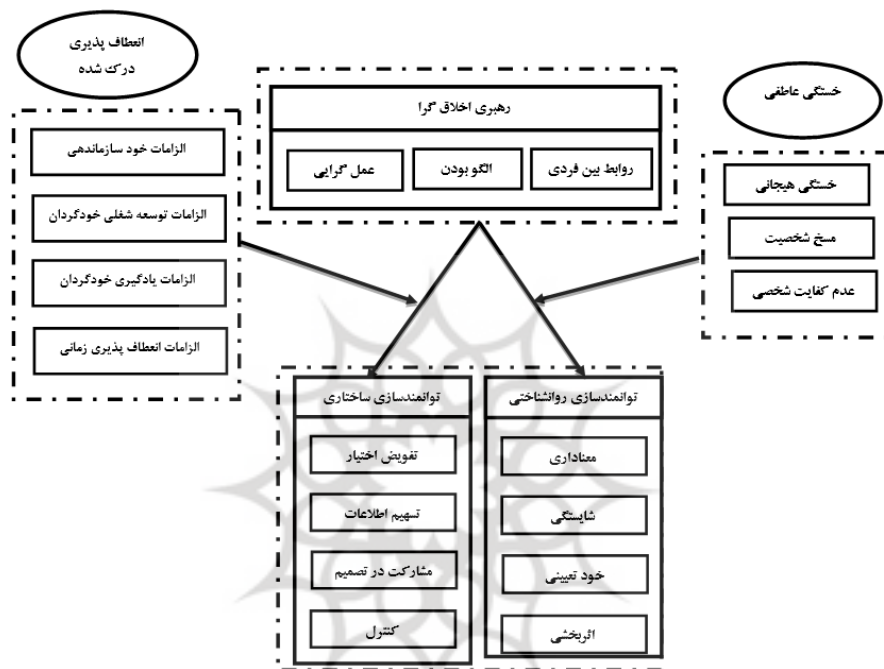 انعطاف پذیری
درک شده
الزامات خود سازماندهی
الزامات توسعه شغلی خودگردان
الزامات یادگیری خودگردان
الزامات انعطاف پذیری زمانی
رهبری اخلاق گرا
روابط بین فردی
الگو بودن
عمل گرایی
خستگی عاطفی
خستگی هیجانی
مسخ شخصیت
عدم کفایت شخصی
توانمندسازی روانشناختی
معناداری
شایستگی
خود تعیینی
اثربخشی
توانمندسازی ساختاری
تفویض اختیار
تسهیم اطلاعات
مشارکت در تصمیم
کنترل